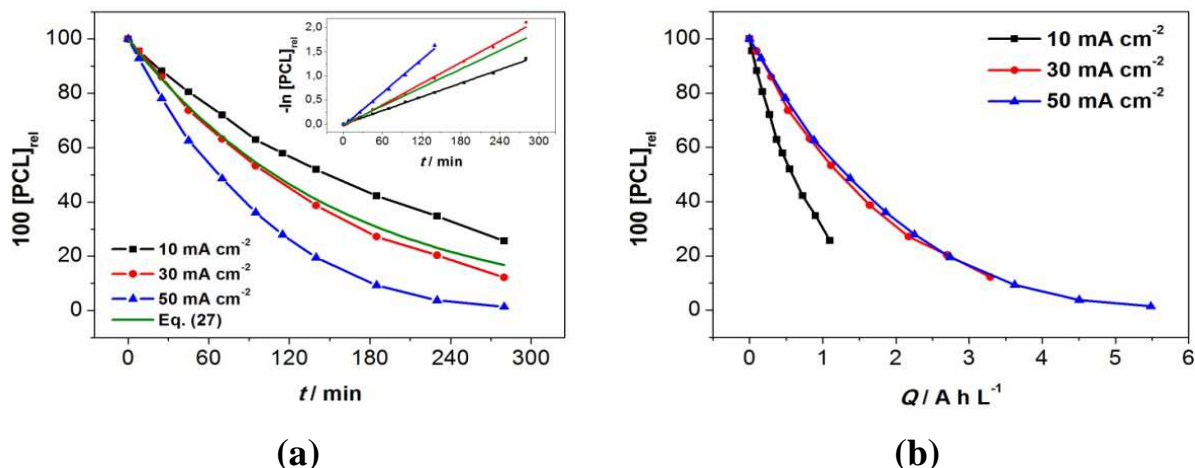 100
80
60
40
20
0
100 [PCL]rel
0
60
120
180
240
300
t / min
10 mA cm-2
30 mA cm-2
50 mA cm-2
Eq. (27)
2,0
1,5
1,0
0,5
0,0
-ln [PCL]rel
0
60
120
180
240
300
t / min
(a)
100
80
60
40
20
0
100 [PCL]rel
0
1
2
3
4
5
6
Q / A h L-1
10 mA cm-2
30 mA cm-2
50 mA cm-2
(b)